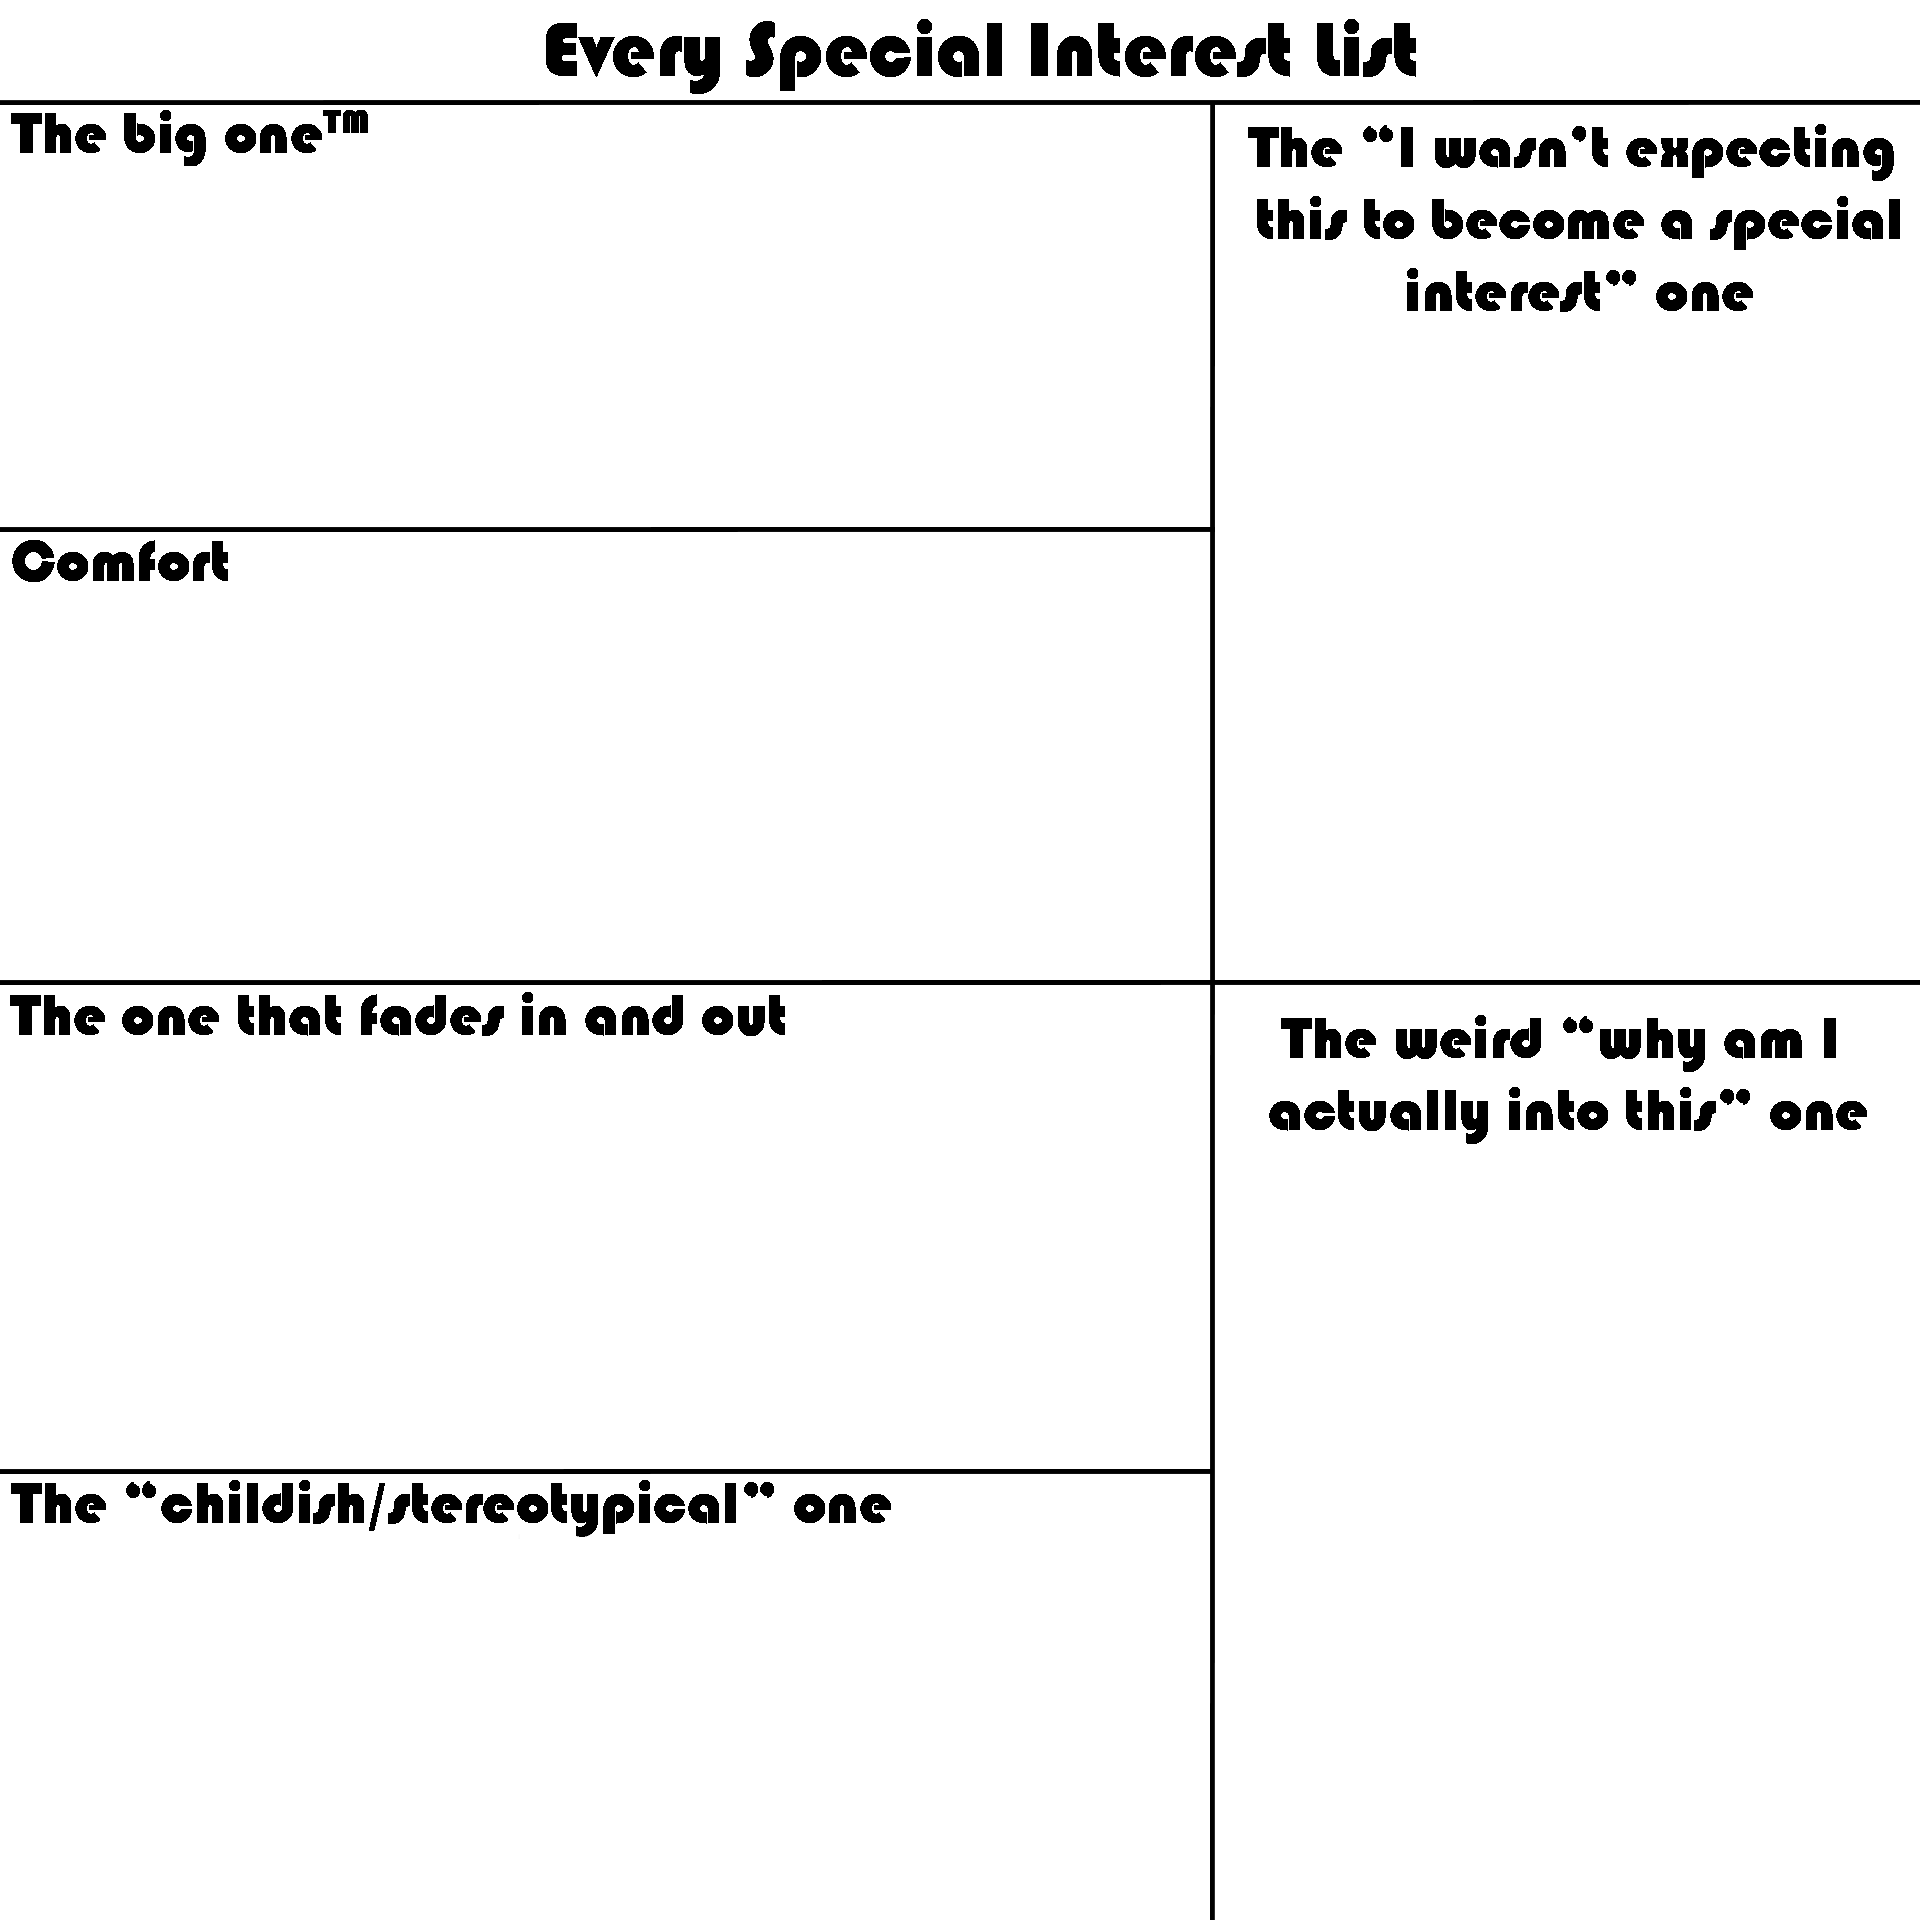 Every Special Interest List
The big one™
The “I wasn’t expecting
this to become a special
interest” one
Comfort
The one that fades in and out
The weird “why am I
actually into this” one
The “childish/stereotypical” one